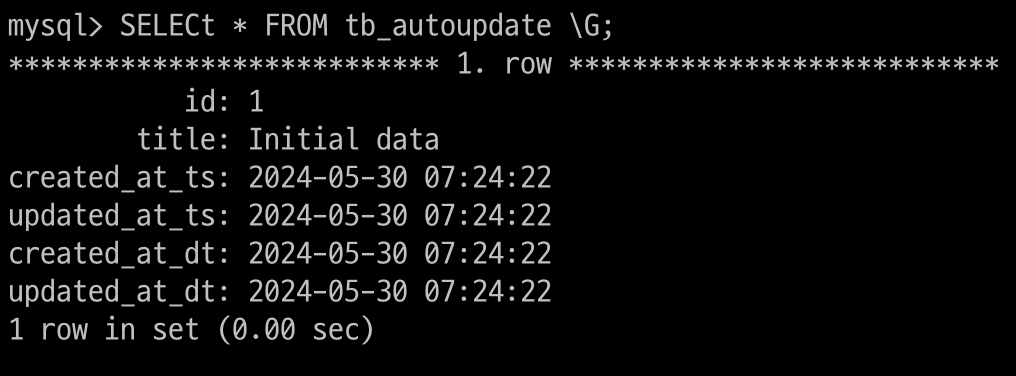 mysql> SELECt * FROM tb_autoupdate \G;
*************************** 1. row ***************************
id: 1
title: Initial data
created_at_ts: 2024-05-30 07:24:22
updated_at_ts: 2024-05-30 07:24:22
created_at_dt: 2024-05-30 07:24:22
updated_at_dt: 2024-05-30 07:24:22
1 row in set (0.00 sec)